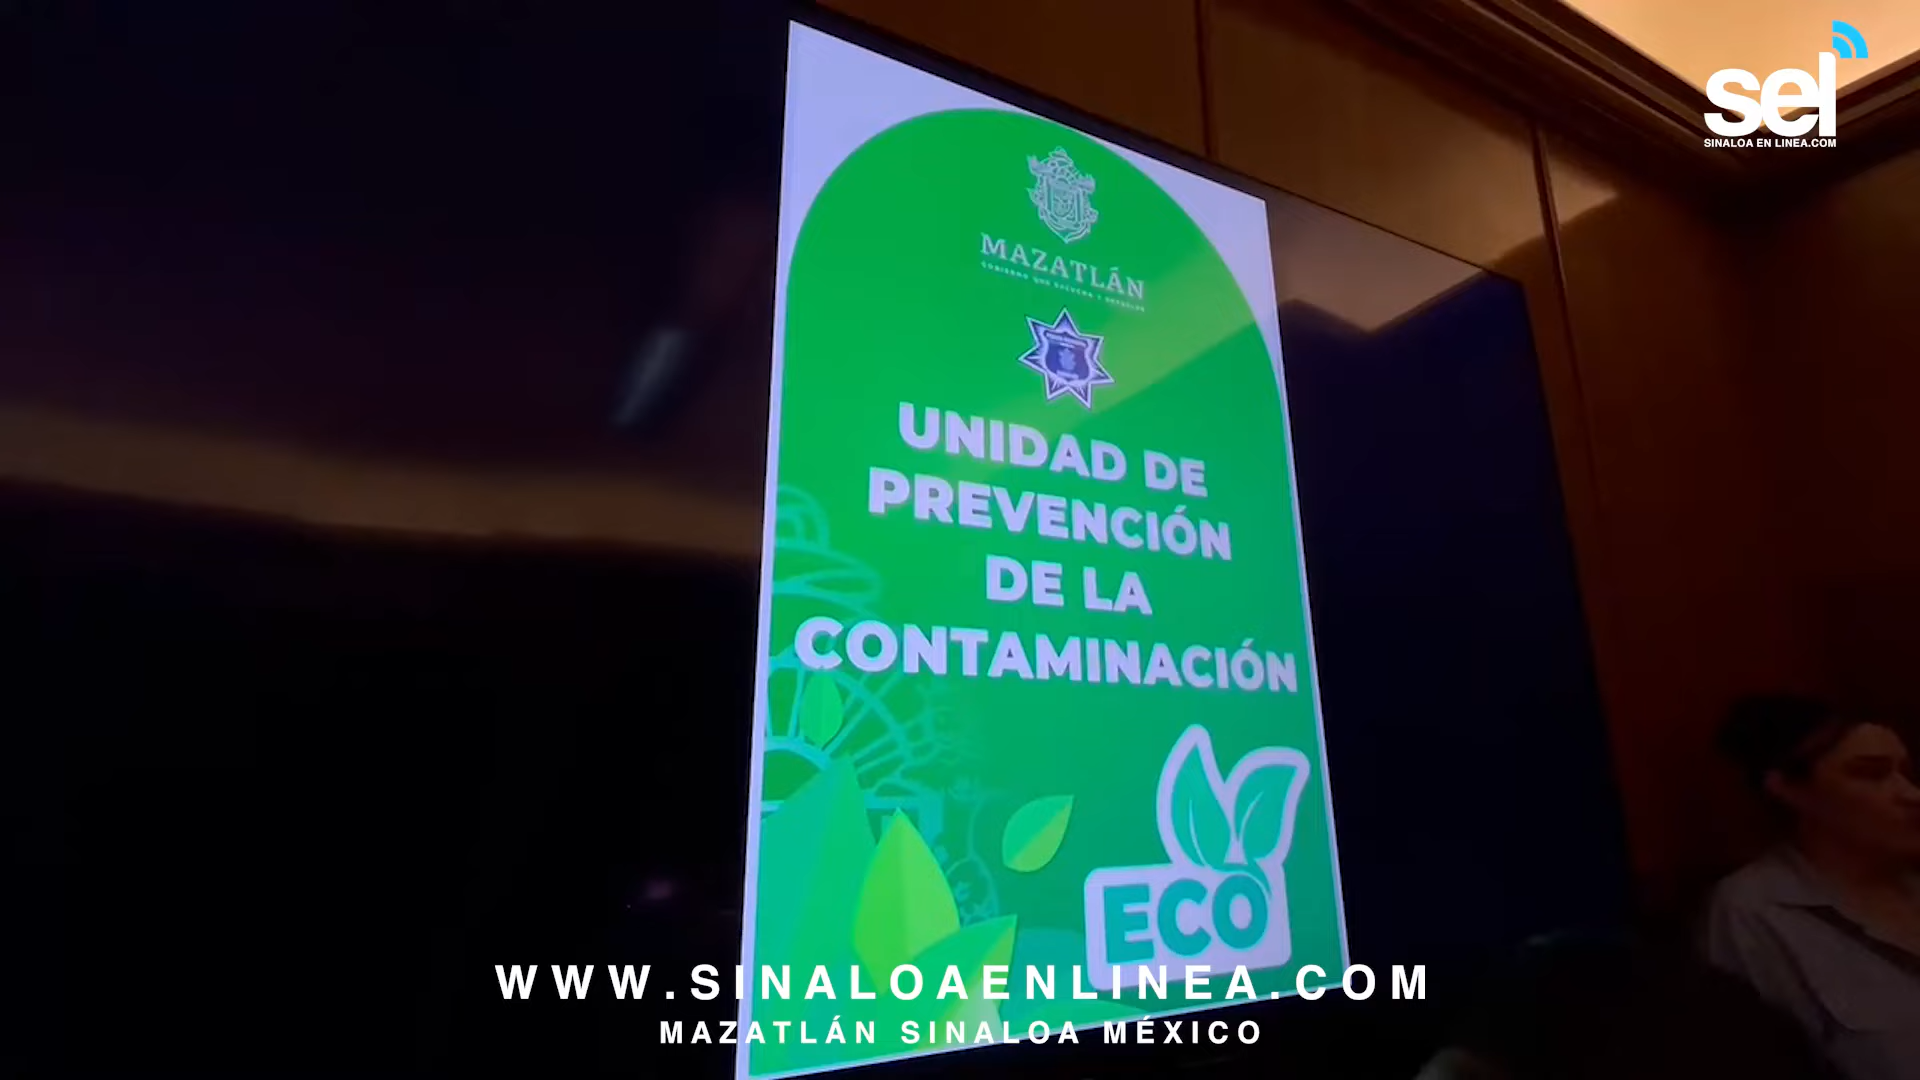 sel
SINALOA EN LINEA.COM
MAZATLÁN
UNIDAD DE
PREVENCIÓN
DE LA
CONTAMINACIÓN
ECO
WWW.SINALOAENLINEA.COM
MAZATLÁN SINALOA MÉXICO